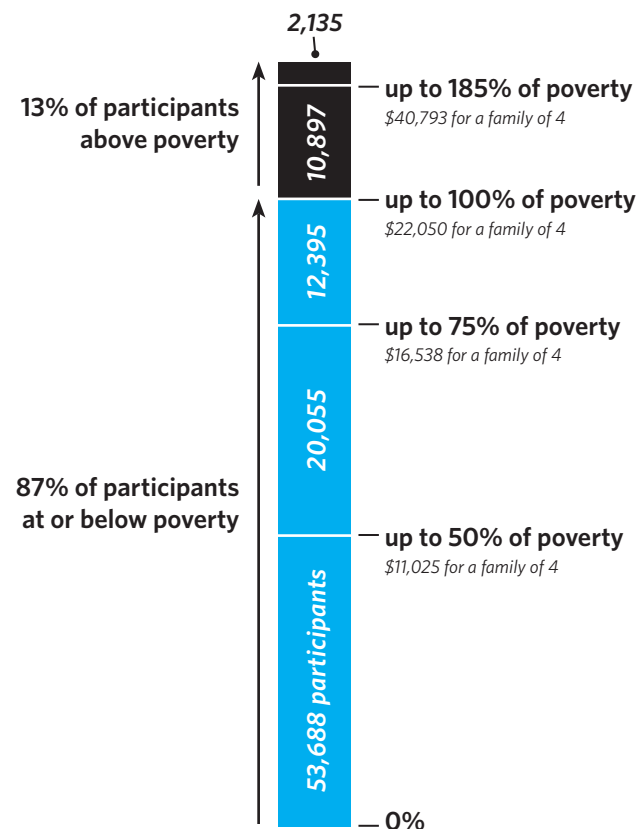 2,135
up to 185% of poverty
$40,793 for a family of 4
13% of participants
above poverty
10,897
up to 100% of poverty
$22,050 for a family of 4
12,395
up to 75% of poverty
$16,538 for a family of 4
20,055
87% of participants
at or below poverty
up to 50% of poverty
$11,025 for a family of 4
53,688 participants
0%